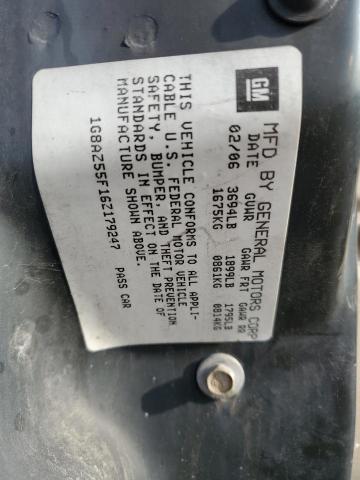 GM MFD BY GENERAL MOTORS CORP
DATE GVWR GAWR FRT GAWR RR
02/06 3694LB 1899LB 1795LB
1675KG 0861KG 0814KG
THIS VEHICLE CONFORMS TO ALL APPLI-
CABLE U.S. FEDERAL MOTOR VEHICLE
SAFETY, BUMPER, AND THEFT PREVENTION
STANDARDS IN EFFECT ON THE DATE OF
MANUFACTURE SHOWN ABOVE.
1G8AZ55F16Z179247 PASS CAR